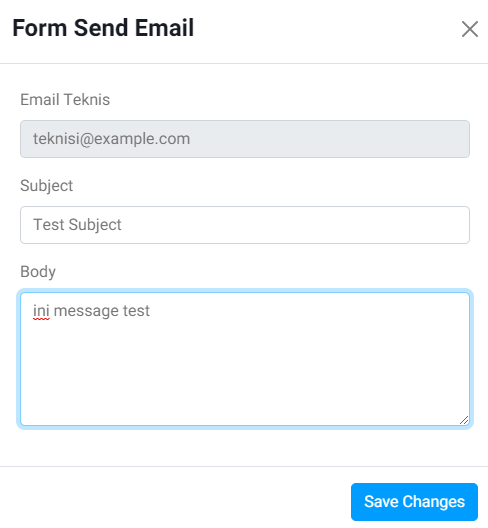 Form Send Email
Email Teknis
teknisi@example.com
Subject
Test Subject
Body
ini message test
Save Changes